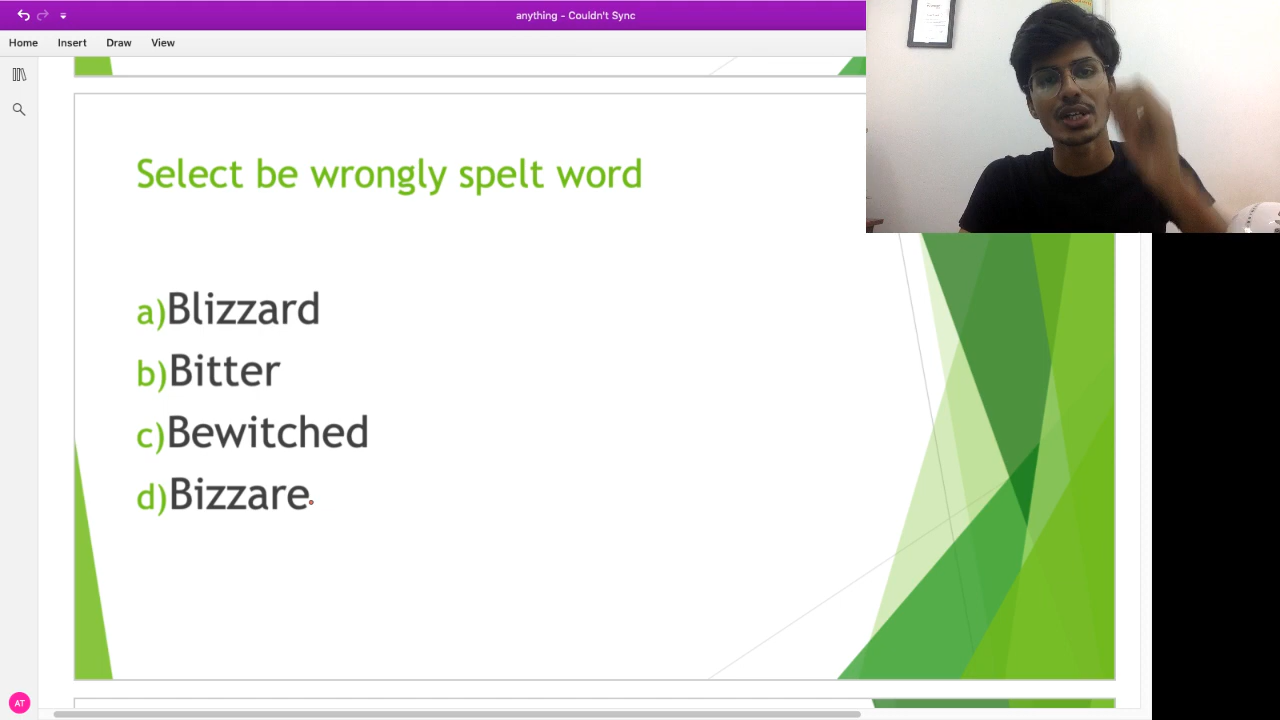 anything - Couldn't Sync
Home Insert Draw View
Select be wrongly spelt word
a)Blizzard
b)Bitter
c)Bewitched
d)Bizzare
AT